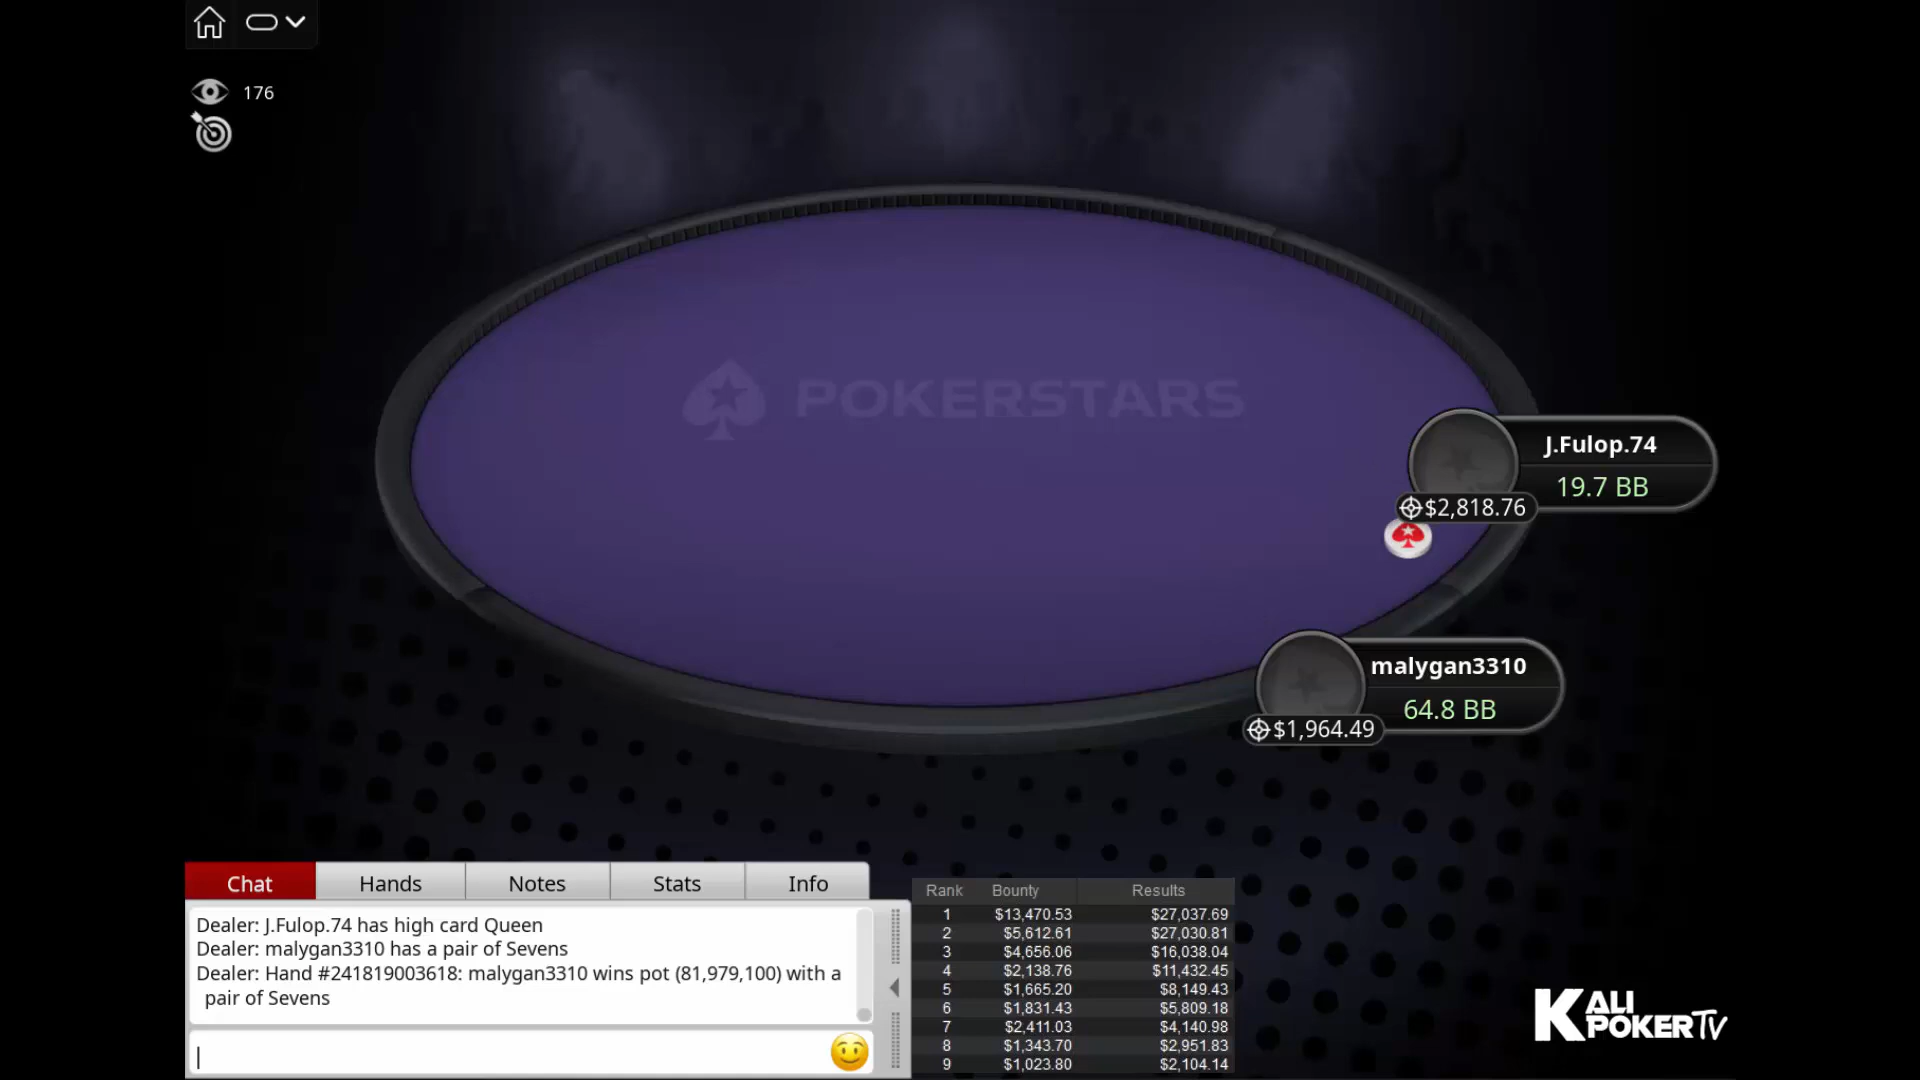 176
POKERSTARS
J.Fulop.74
19.7 BB
$2,818.76
malygan3310
64.8 BB
$1,964.49
Chat Hands Notes Stats Info
Dealer: J.Fulop.74 has high card Queen
Dealer: malygan3310 has a pair of Sevens
Dealer: Hand #241819003618: malygan3310 wins pot (81,979,100) with a
pair of Sevens
Rank Bounty Results
1 $13,470.53 $27,037.69
2 $5,612.61 $27,030.81
3 $4,656.06 $16,038.04
4 $2,138.76 $11,432.45
5 $1,665.20 $8,149.43
6 $1,831.43 $5,809.18
7 $2,411.03 $4,140.98
8 $1,343.70 $2,951.83
9 $1,023.80 $2,104.14
KALI
POKERTV